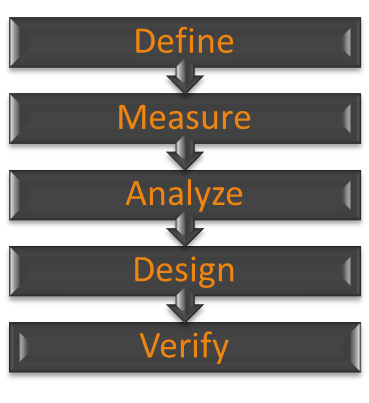 Define
Measure
Analyze
Design
Verify